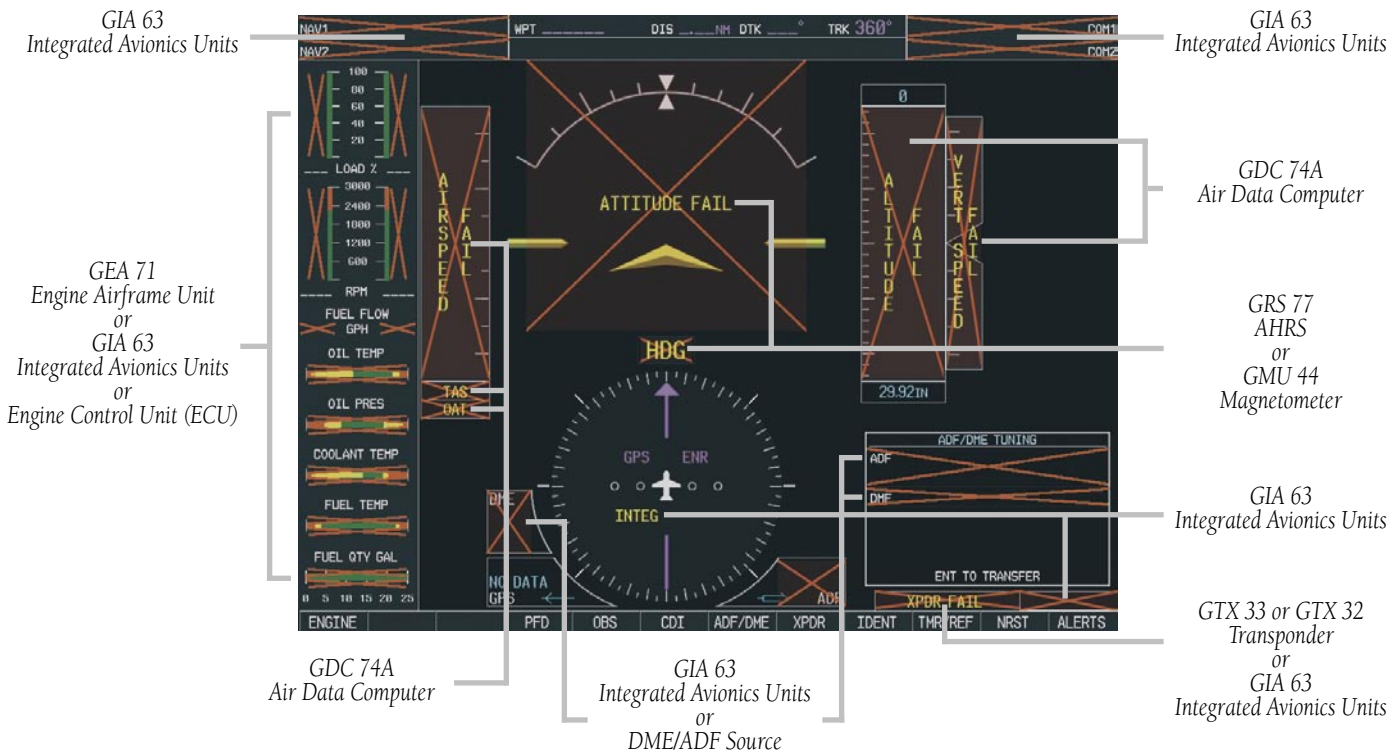 GIA 63
Integrated Avionics Units
GIA 63
Integrated Avionics Units
NAV1
NAV2
WPT ______ DIS __.__NM DTK ___° TRK 360°
COM1
COM2
100
80
60
40
20
___ LOAD % ___
3000
2400
1800
1200
600
____ RPM ____
FUEL FLOW
GPH
OIL TEMP
OIL PRES
COOLANT TEMP
FUEL TEMP
FUEL QTY GAL
0 5 10 15 20 25
GEA 71
Engine Airframe Unit
or
GIA 63
Integrated Avionics Units
or
Engine Control Unit (ECU)
AIRSPEED FAIL
TAS
OAT
ATTITUDE FAIL
HDG
0
ALTITUDE FAIL
VERT SPEED FAIL
29.92IN
GDC 74A
Air Data Computer
GRS 77
AHRS
or
GMU 44
Magnetometer
GPS ENR
INTEG
DME
NO DATA
GPS
ADF
ADF/DME TUNING
ADF
DME
ENT TO TRANSFER
XPDR FAIL
GIA 63
Integrated Avionics Units
ENGINE PFD OBS CDI ADF/DME XPDR IDENT TMR/REF NRST ALERTS
GDC 74A
Air Data Computer
GIA 63
Integrated Avionics Units
or
DME/ADF Source
GTX 33 or GTX 32
Transponder
or
GIA 63
Integrated Avionics Units